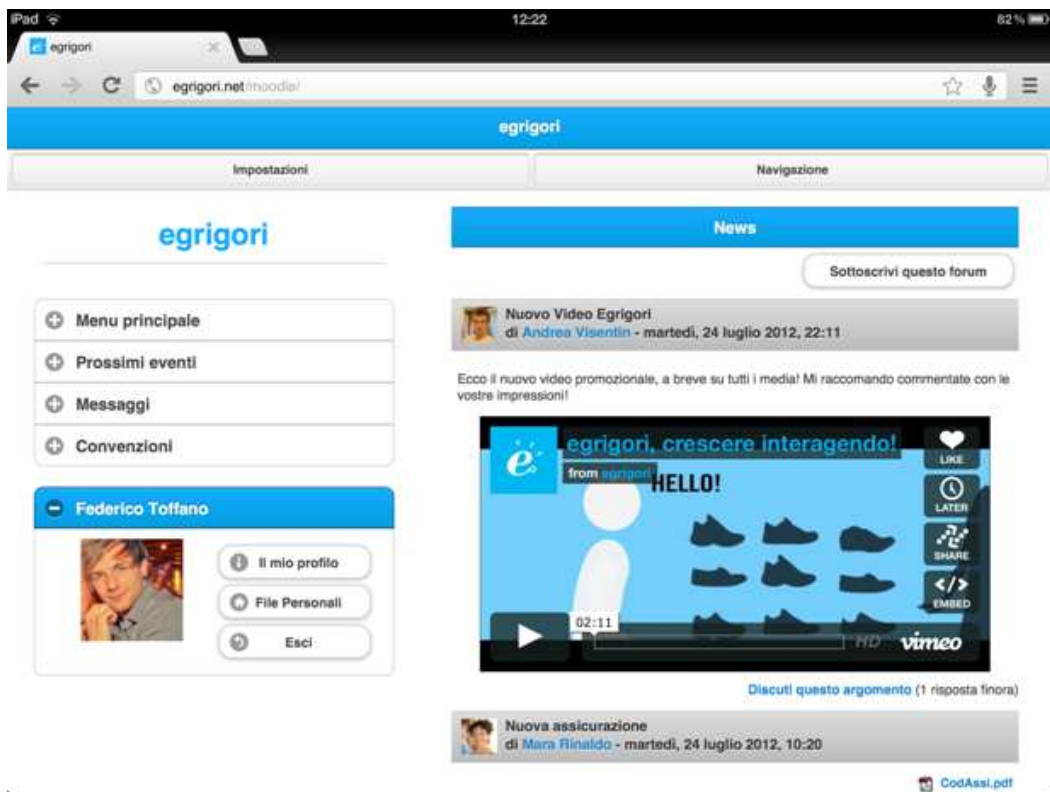 iPad 12:22 82%
egrigori
egrigori.net/moodle/
egrigori
Impostazioni Navigazione
egrigori
Menu principale
Prossimi eventi
Messaggi
Convenzioni
Federico Toffano
Il mio profilo
File Personali
Esci
News
Sottoscrivi questo forum
Nuovo Video Egrigori
di Andrea Visentin - martedì, 24 luglio 2012, 22:11
Ecco il nuovo video promozionale, a breve su tutti i media! Mi raccomando commentate con le
vostre impressioni!
egrigori, crescere interagendo!
from egrigori
HELLO!
LIKE
LATER
SHARE
</>
EMBED
02:11
HD vimeo
Discuti questo argomento (1 risposta finora)
Nuova assicurazione
di Mara Rinaldo - martedì, 24 luglio 2012, 10:20
CodAssi.pdf